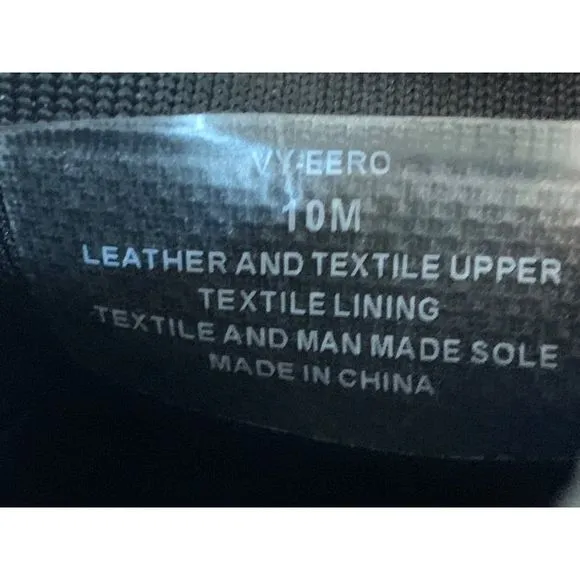 VY-EERO
10M
LEATHER AND TEXTILE UPPER
TEXTILE LINING
TEXTILE AND MAN MADE SOLE
MADE IN CHINA